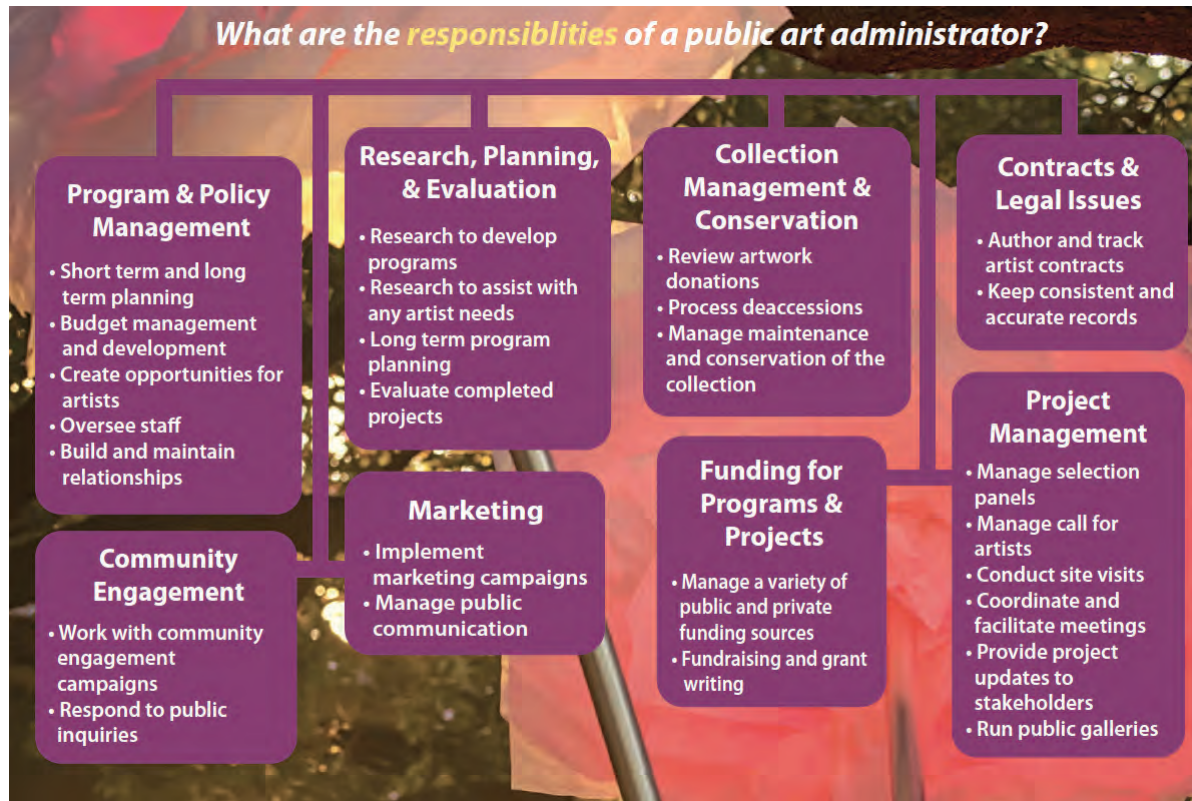 What are the responsiblities of a public art administrator?
Program & Policy
Management
• Short term and long
term planning
• Budget management
and development
• Create opportunities for
artists
• Oversee staff
• Build and maintain
relationships
Community
Engagement
• Work with community
engagement
campaigns
• Respond to public
inquiries
Research, Planning,
& Evaluation
• Research to develop
programs
• Research to assist with
any artist needs
• Long term program
planning
• Evaluate completed
projects
Marketing
• Implement
marketing campaigns
• Manage public
communication
Collection
Management &
Conservation
• Review artwork
donations
• Process deaccessions
• Manage maintenance
and conservation of the
collection
Funding for
Programs &
Projects
• Manage a variety of
public and private
funding sources
• Fundraising and grant
writing
Contracts &
Legal Issues
• Author and track
artist contracts
• Keep consistent and
accurate records
Project
Management
• Manage selection
panels
• Manage call for
artists
• Conduct site visits
• Coordinate and
facilitate meetings
• Provide project
updates to
stakeholders
• Run public galleries